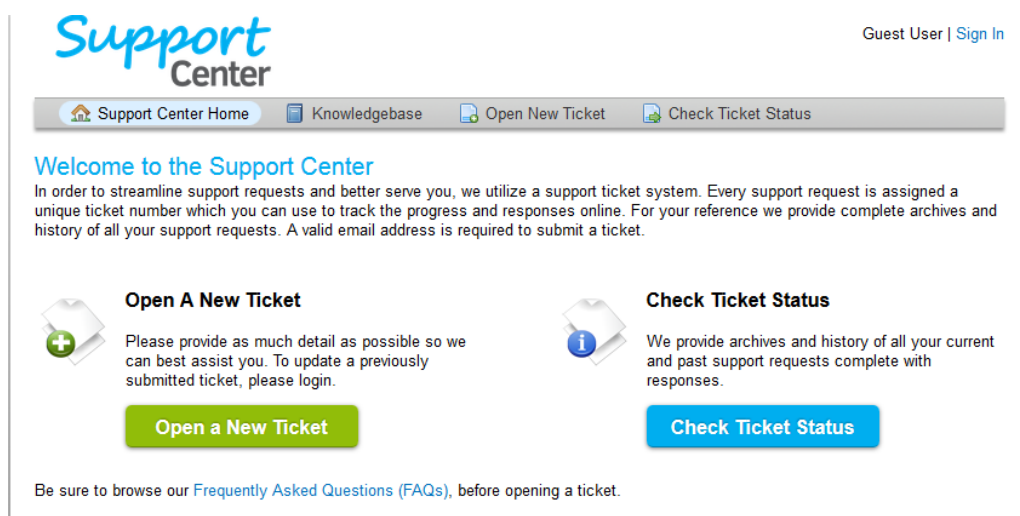 Support
Center
Guest User | Sign In
Support Center Home Knowledgebase Open New Ticket Check Ticket Status
Welcome to the Support Center
In order to streamline support requests and better serve you, we utilize a support ticket system. Every support request is assigned a
unique ticket number which you can use to track the progress and responses online. For your reference we provide complete archives and
history of all your support requests. A valid email address is required to submit a ticket.
Open A New Ticket
Please provide as much detail as possible so we
can best assist you. To update a previously
submitted ticket, please login.
Open a New Ticket
Check Ticket Status
We provide archives and history of all your current
and past support requests complete with
responses.
Check Ticket Status
Be sure to browse our Frequently Asked Questions (FAQs), before opening a ticket.